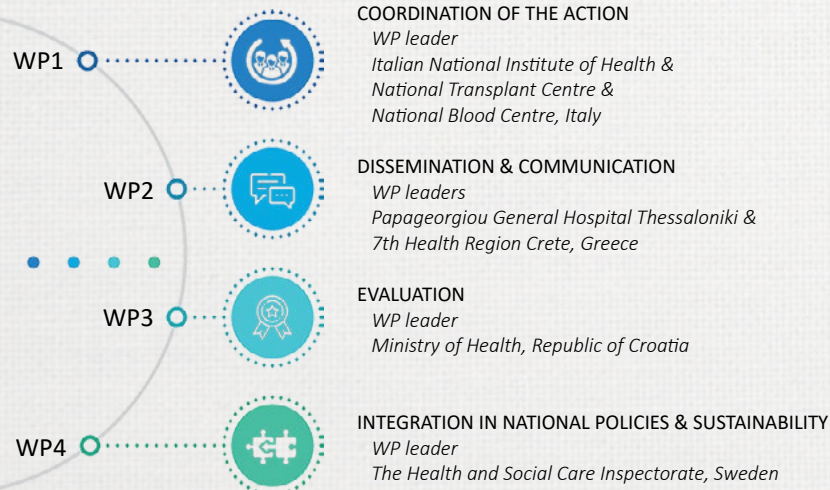 WP1
COORDINATION OF THE ACTION
WP leader
Italian National Institute of Health &
National Transplant Centre &
National Blood Centre, Italy
WP2
DISSEMINATION & COMMUNICATION
WP leaders
Papageorgiou General Hospital Thessaloniki &
7th Health Region Crete, Greece
WP3
EVALUATION
WP leader
Ministry of Health, Republic of Croatia
WP4
INTEGRATION IN NATIONAL POLICIES & SUSTAINABILITY
WP leader
The Health and Social Care Inspectorate, Sweden